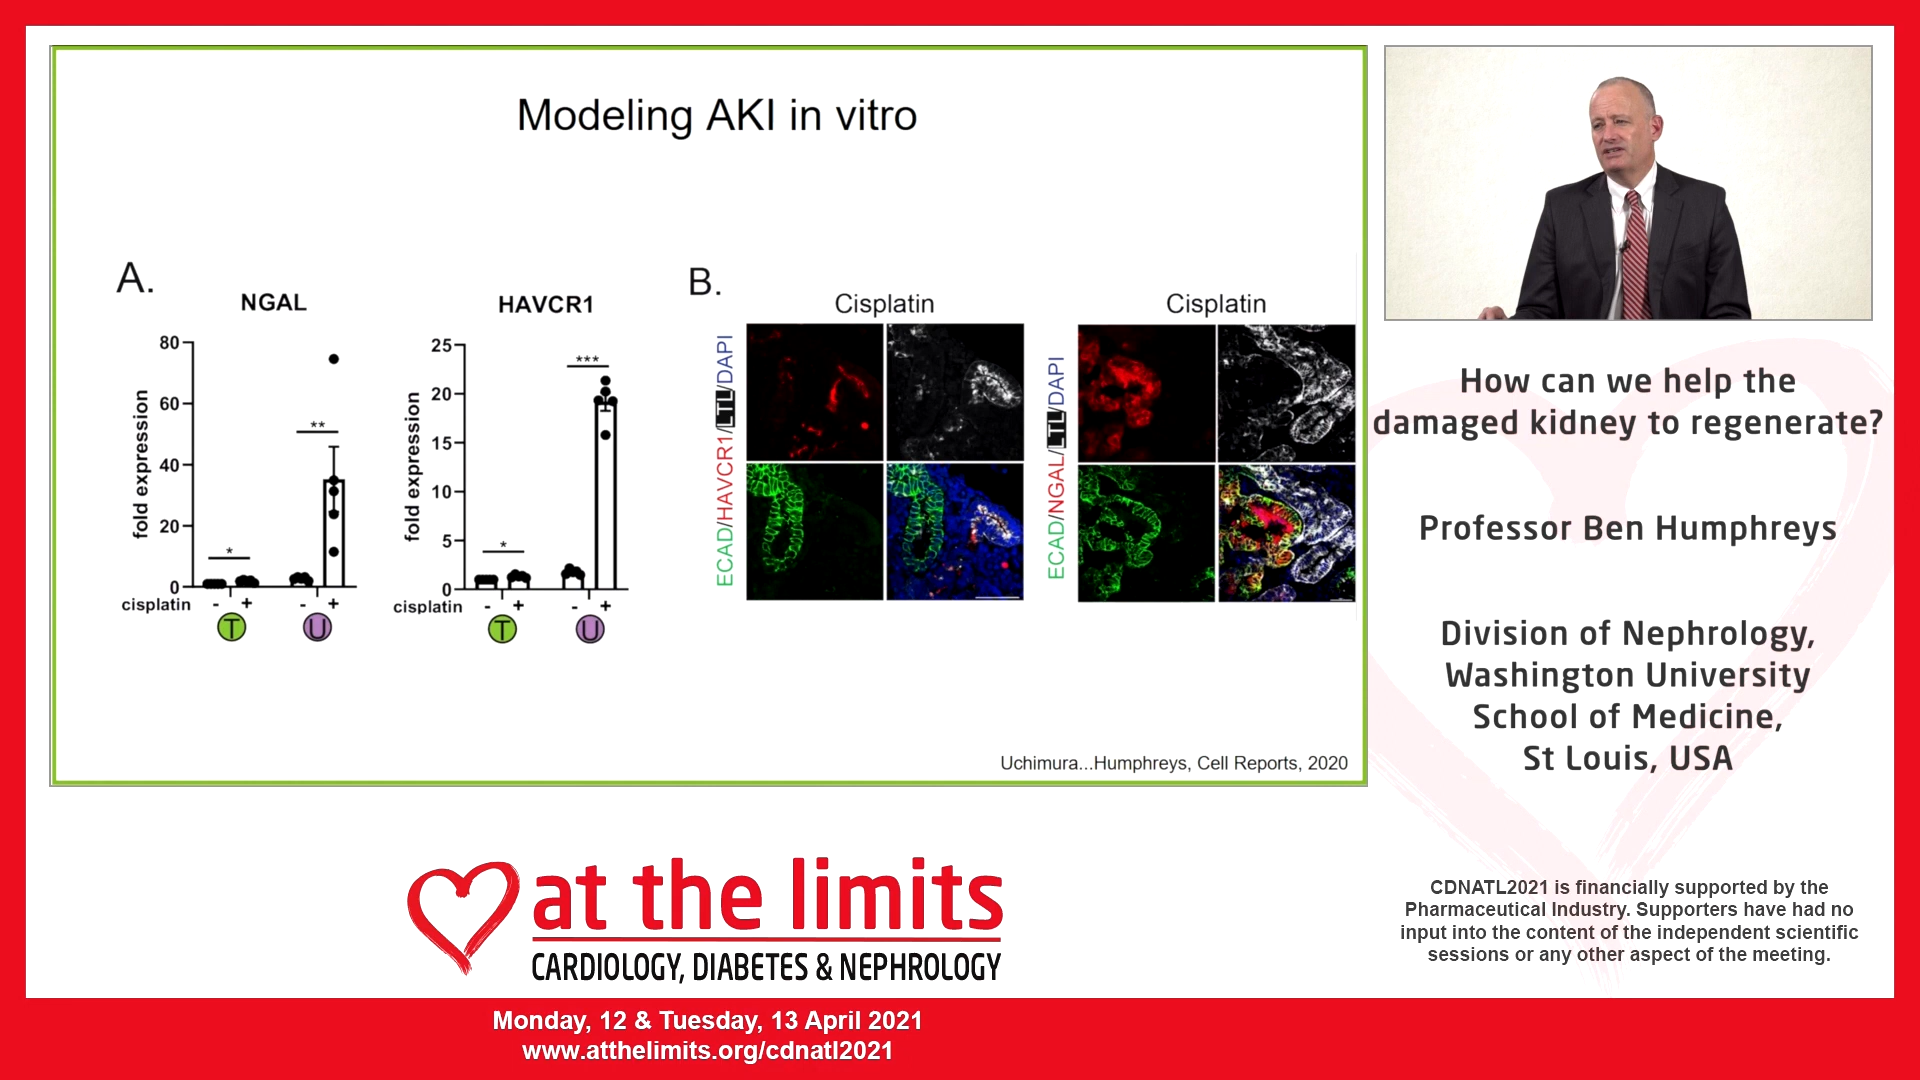 Modeling AKI in vitro
A.
NGAL
fold expression
80
60
40
20
0
*
**
cisplatin - + - +
T U
HAVCR1
fold expression
25
20
15
10
5
0
*
***
cisplatin - + - +
T U
B.
Cisplatin
ECAD/HAVCR1/LTL/DAPI
Cisplatin
ECAD/NGAL/LTL/DAPI
Uchimura...Humphreys, Cell Reports, 2020
How can we help the
damaged kidney to regenerate?
Professor Ben Humphreys
Division of Nephrology,
Washington University
School of Medicine,
St Louis, USA
CDNATL2021 is financially supported by the
Pharmaceutical Industry. Supporters have had no
input into the content of the independent scientific
sessions or any other aspect of the meeting.
at the limits
CARDIOLOGY, DIABETES & NEPHROLOGY
Monday, 12 & Tuesday, 13 April 2021
www.atthelimits.org/cdnatl2021